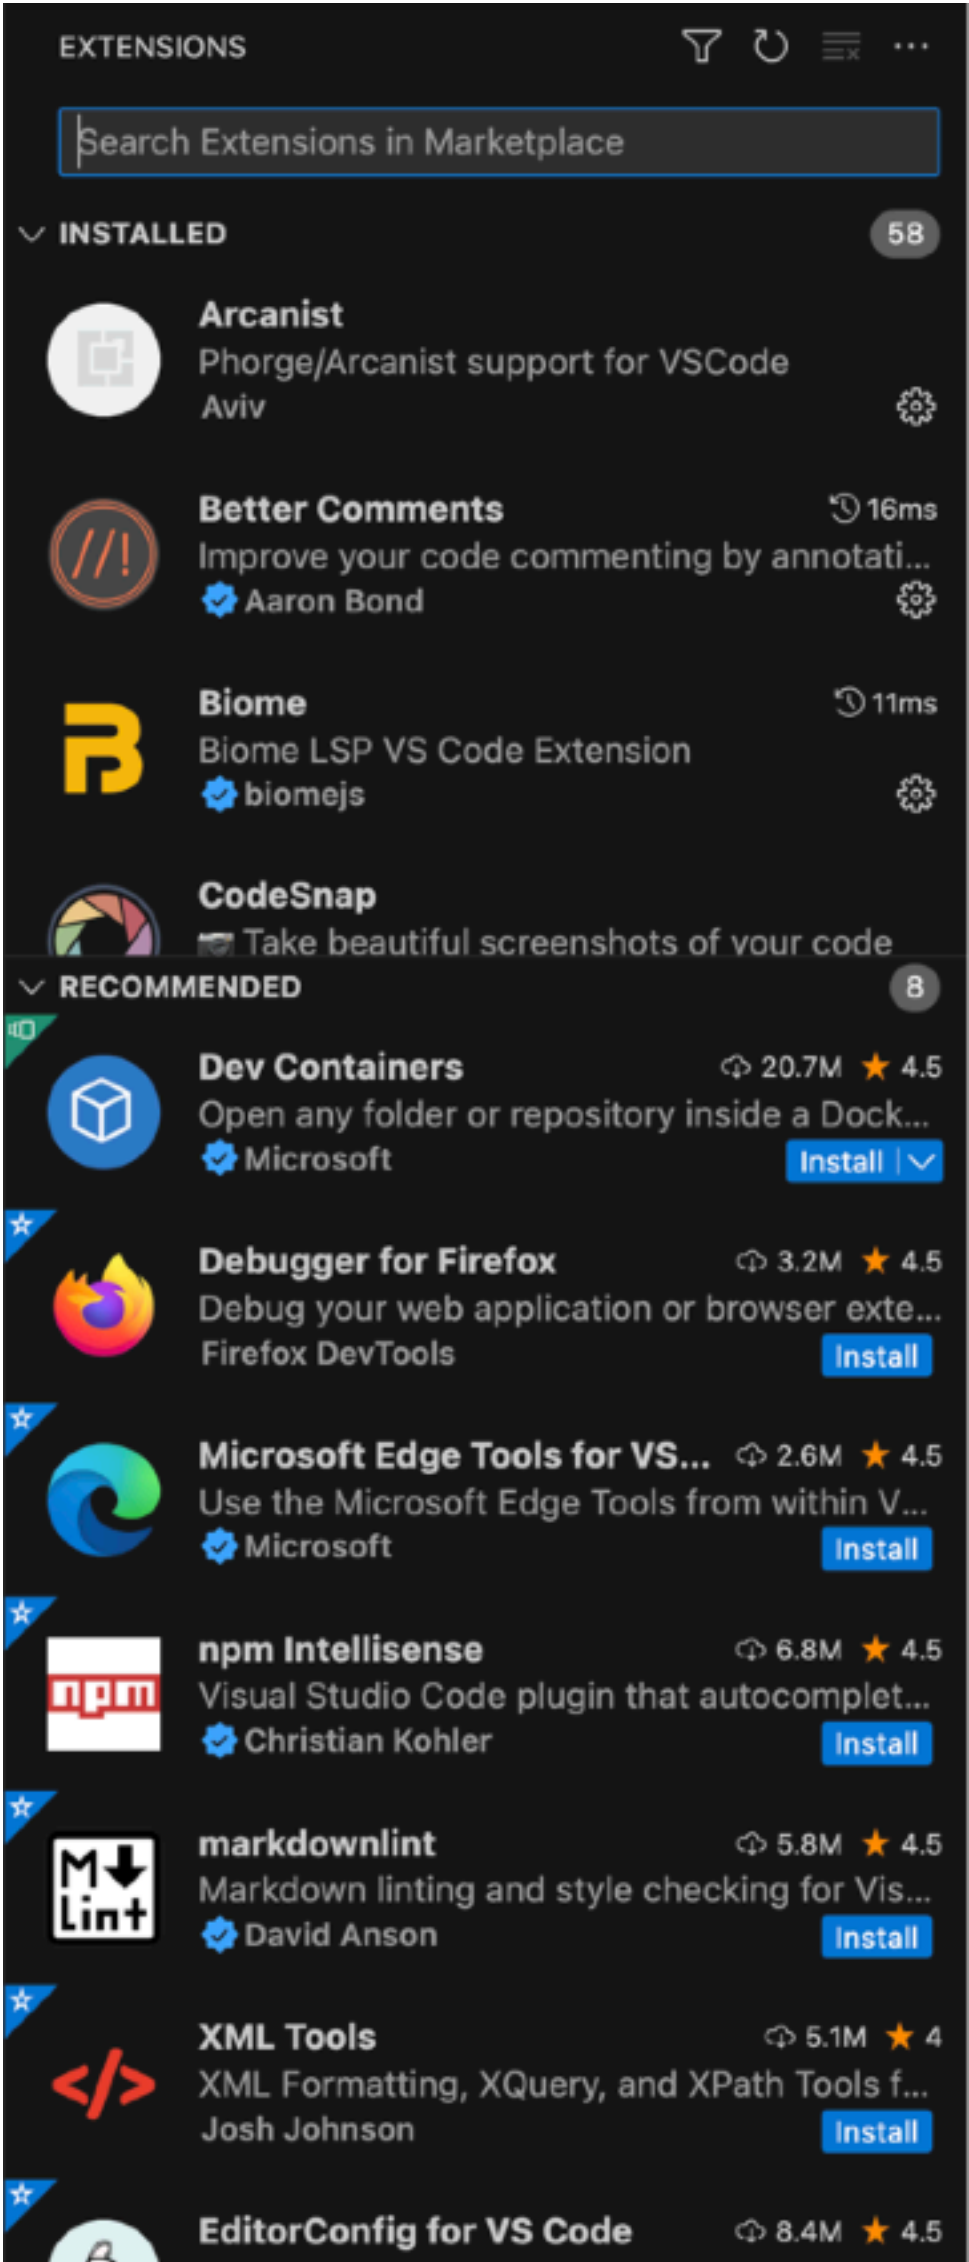 EXTENSIONS
Search Extensions in Marketplace
INSTALLED 58
Arcanist
Phorge/Arcanist support for VSCode
Aviv
//!
Better Comments 16ms
Improve your code commenting by annotati...
Aaron Bond
Biome 11ms
Biome LSP VS Code Extension
biomejs
CodeSnap
📷 Take beautiful screenshots of your code
RECOMMENDED 8
Dev Containers 20.7M ★ 4.5
Open any folder or repository inside a Dock...
Microsoft Install
Debugger for Firefox 3.2M ★ 4.5
Debug your web application or browser exte...
Firefox DevTools Install
Microsoft Edge Tools for VS... 2.6M ★ 4.5
Use the Microsoft Edge Tools from within V...
Microsoft Install
npm
npm Intellisense 6.8M ★ 4.5
Visual Studio Code plugin that autocomplet...
Christian Kohler Install
M↓
Lint
markdownlint 5.8M ★ 4.5
Markdown linting and style checking for Vis...
David Anson Install
</>
XML Tools 5.1M ★ 4
XML Formatting, XQuery, and XPath Tools f...
Josh Johnson Install
EditorConfig for VS Code 8.4M ★ 4.5